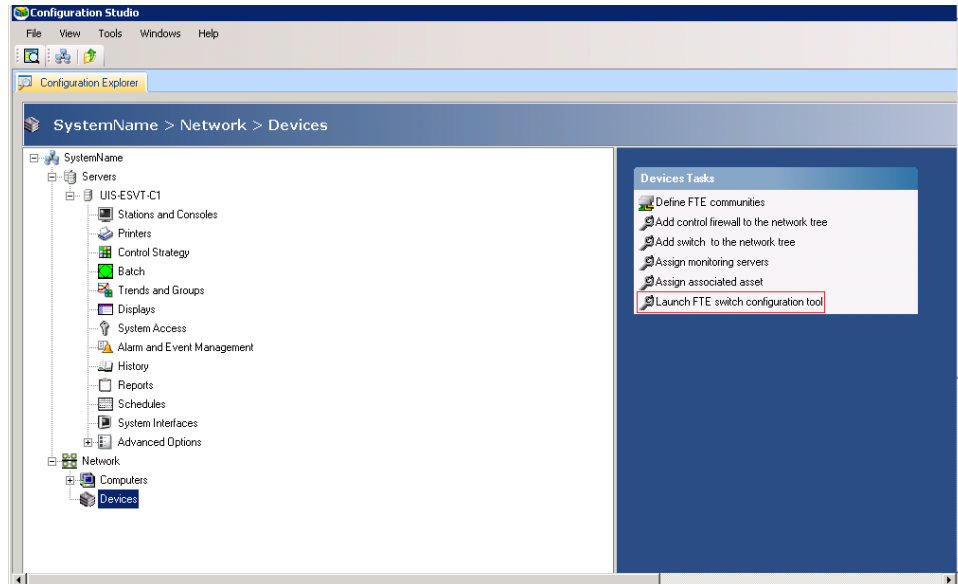 Configuration Studio
File View Tools Windows Help
Configuration Explorer
SystemName > Network > Devices
SystemName
Servers
UIS-ESVT-C1
Stations and Consoles
Printers
Control Strategy
Batch
Trends and Groups
Displays
System Access
Alarm and Event Management
History
Reports
Schedules
System Interfaces
Advanced Options
Network
Computers
Devices
Devices Tasks
Define FTE communities
Add control firewall to the network tree
Add switch to the network tree
Assign monitoring servers
Assign associated asset
Launch FTE switch configuration tool